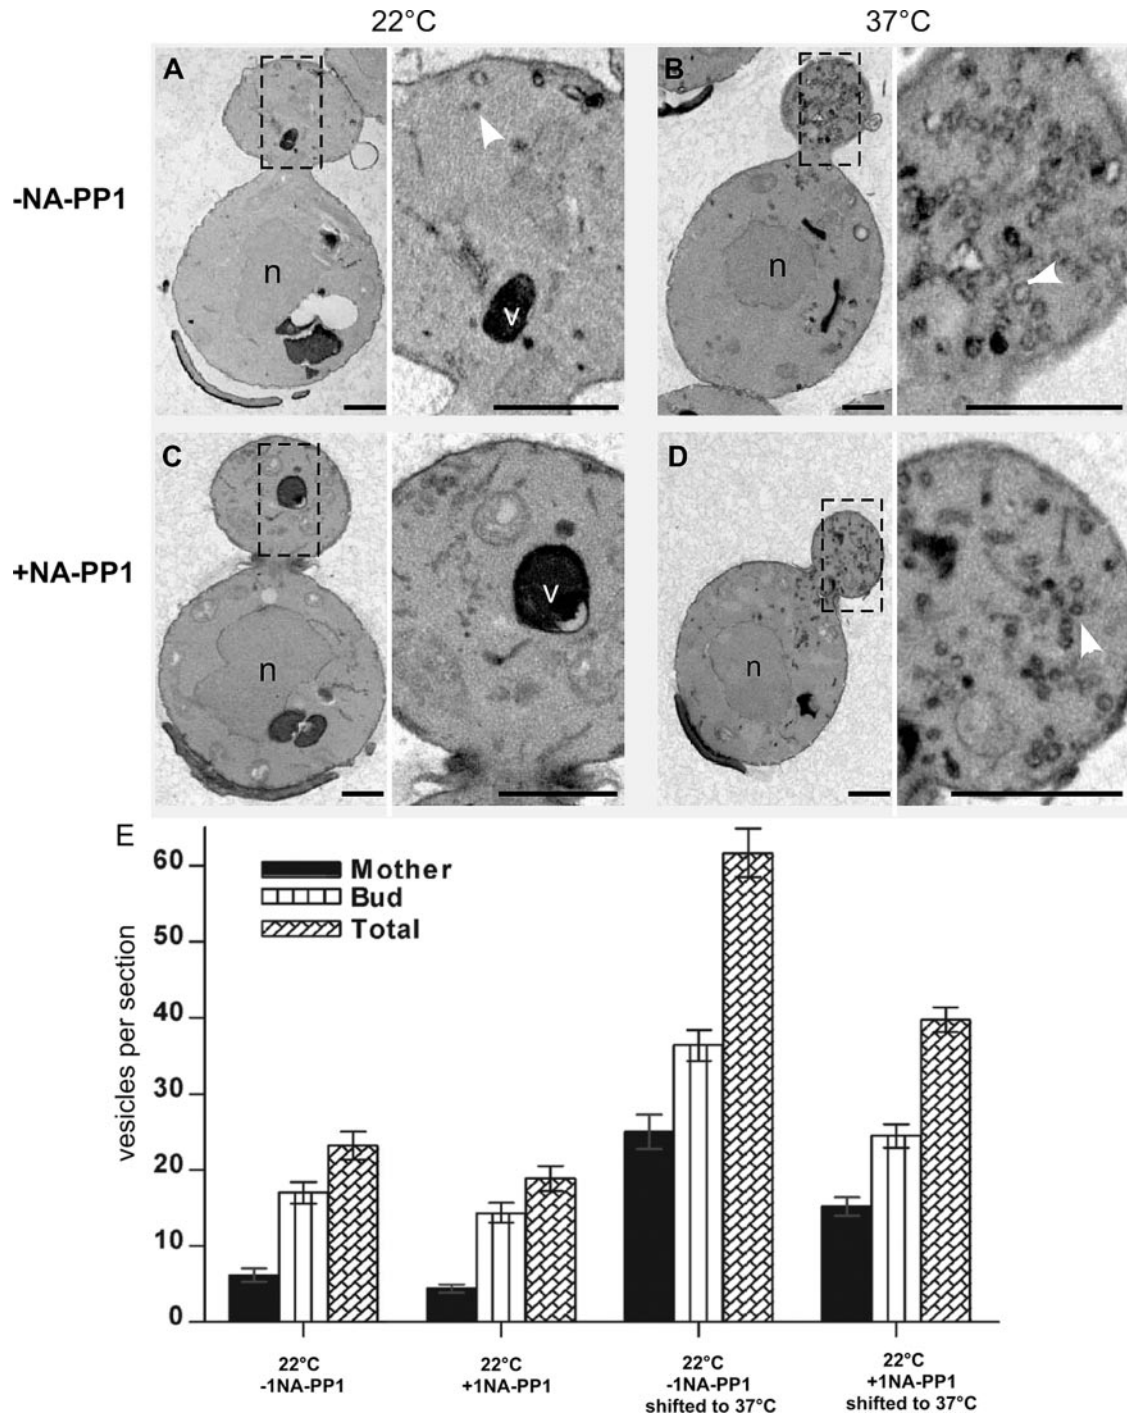 22°C 37°C
-NA-PP1
A
n
v
B
n
+NA-PP1
C
n
v
D
n
E
Mother
Bud
Total
vesicles per section
60
50
40
30
20
10
0
22°C
-1NA-PP1
22°C
+1NA-PP1
22°C
-1NA-PP1
shifted to 37°C
22°C
+1NA-PP1
shifted to 37°C